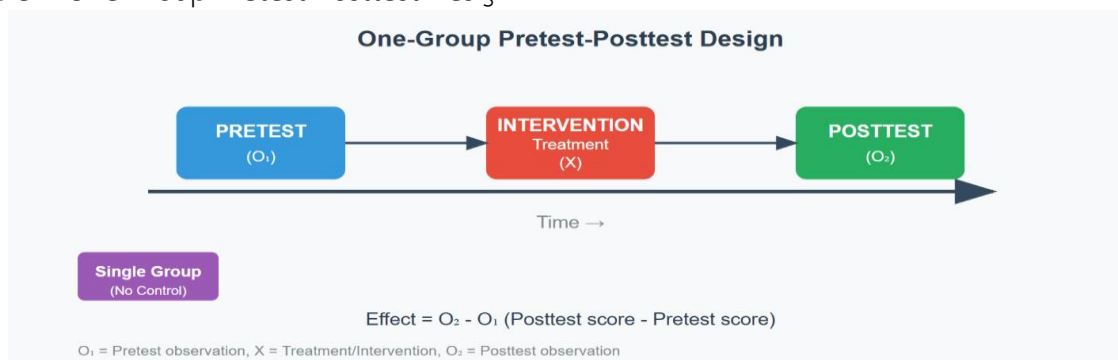 One-Group Pretest-Posttest Design
PRETEST
(O₁)
INTERVENTION
Treatment
(X)
POSTTEST
(O₂)
Time →
Single Group
(No Control)
Effect = O₂ - O₁ (Posttest score - Pretest score)
O₁ = Pretest observation, X = Treatment/Intervention, O₂ = Posttest observation